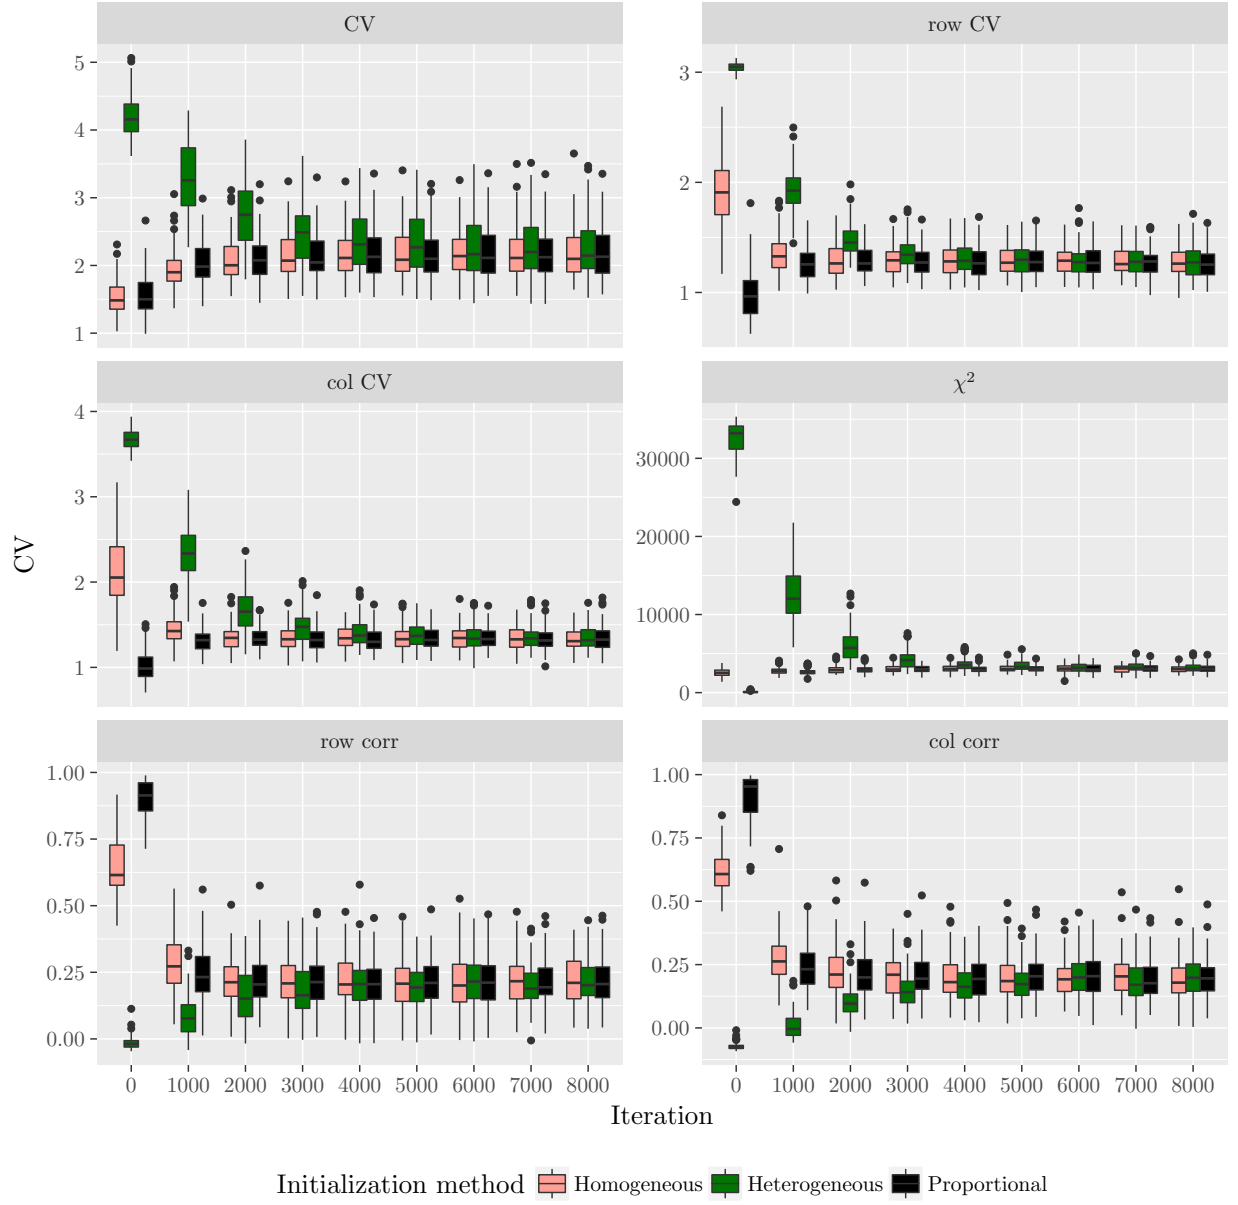 CV
row CV
5
4
3
2
1
3
2
1
col CV
χ²
4
3
2
1
30000
20000
10000
0
CV
row corr
col corr
1.00
0.75
0.50
0.25
0.00
1.00
0.75
0.50
0.25
0.00
0 1000 2000 3000 4000 5000 6000 7000 8000
0 1000 2000 3000 4000 5000 6000 7000 8000
Iteration
Initialization method Homogeneous Heterogeneous Proportional